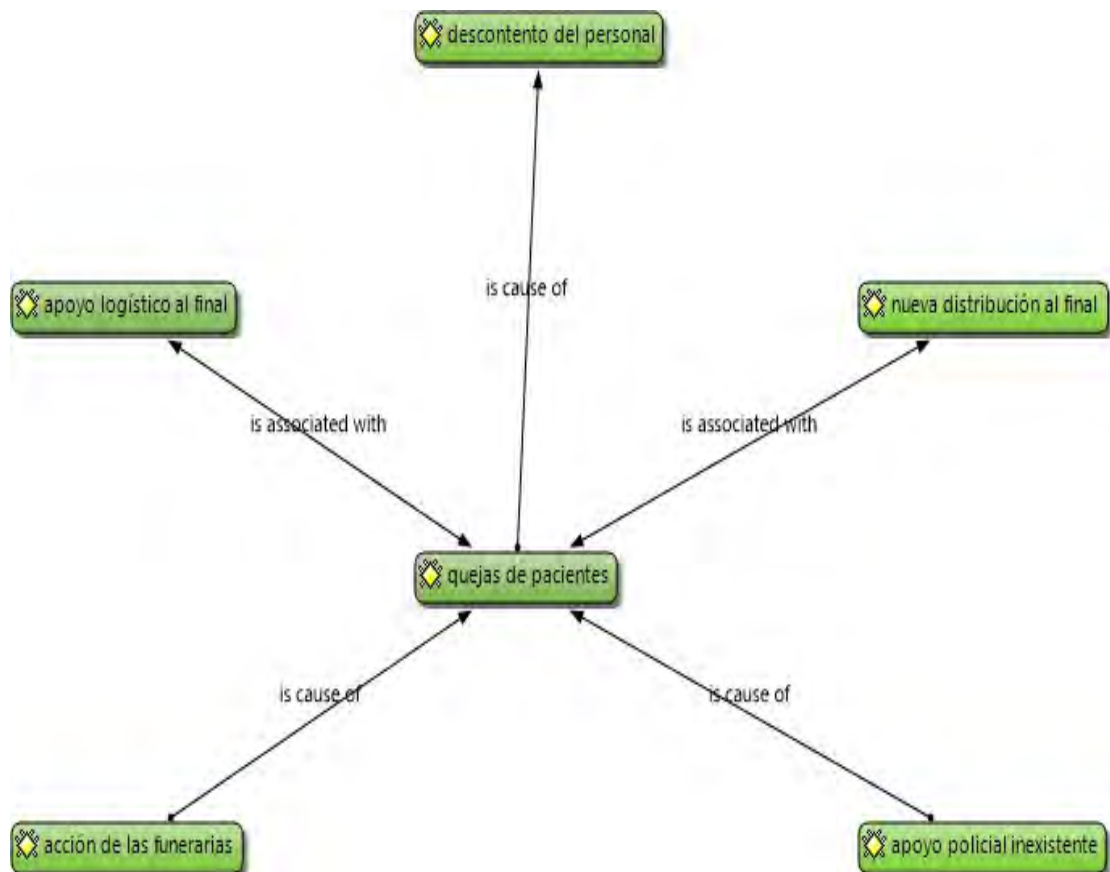 descontento del personal
is cause of
apoyo logístico al final
nueva distribución al final
is associated with
is associated with
quejas de pacientes
is cause of
is cause of
acción de las funerarias
apoyo policial inexistente